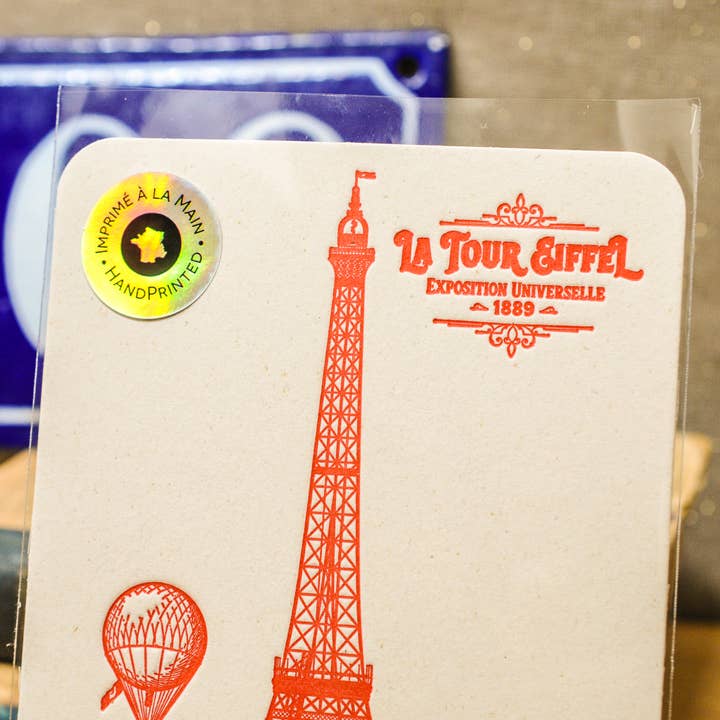 IMPRIMÉ À LA MAIN
HANDPRINTED
LA TOUR EIFFEL
EXPOSITION UNIVERSELLE
1889